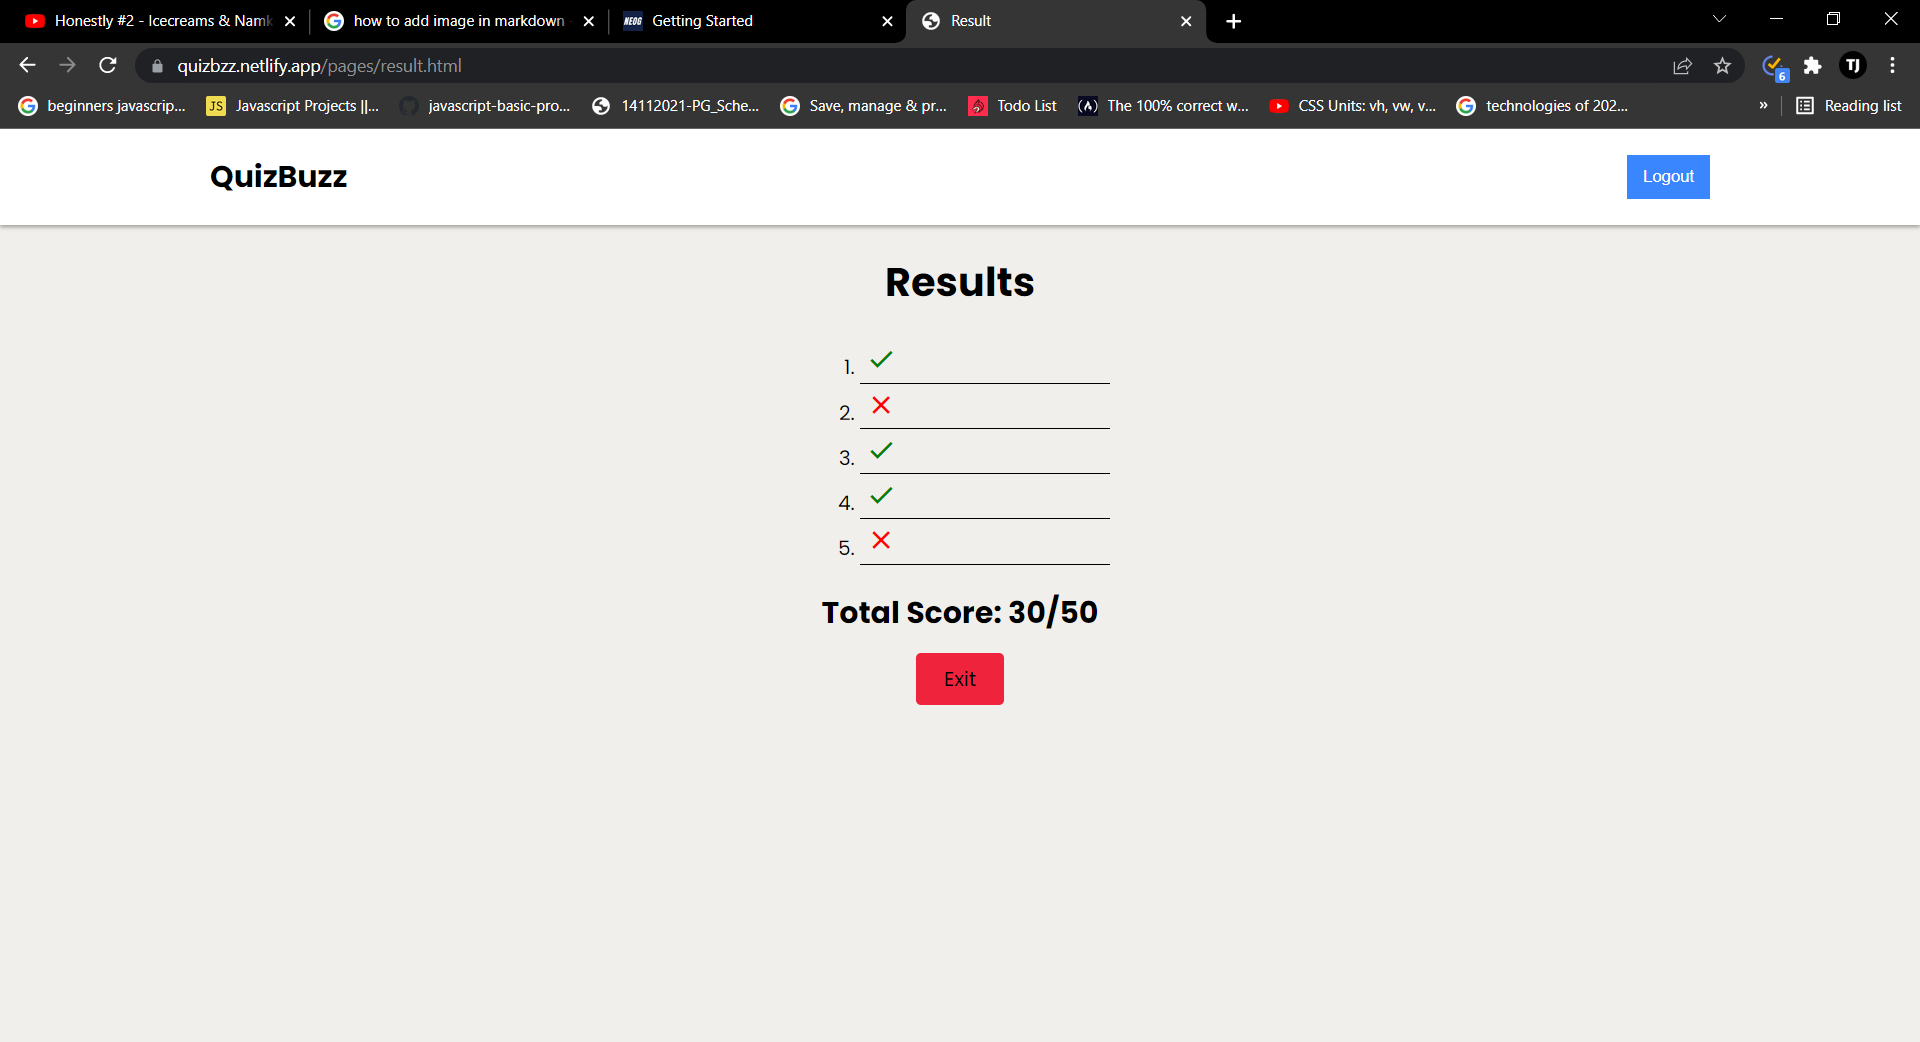 Honestly #2 - Icecreams & Namk
how to add image in markdown
NEOG Getting Started
Result
quizbzz.netlify.app/pages/result.html
6
TJ
beginners javascrip...
JS Javascript Projects ||...
javascript-basic-pro...
14112021-PG_Sche...
Save, manage & pr...
Todo List
(A) The 100% correct w...
CSS Units: vh, vw, v...
technologies of 202...
»
Reading list
QuizBuzz
Logout
Results
1.
2.
3.
4.
5.
Total Score: 30/50
Exit